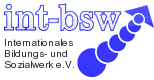 int-bsw
Internationales
Bildungs- und
Sozialwerk e.V.